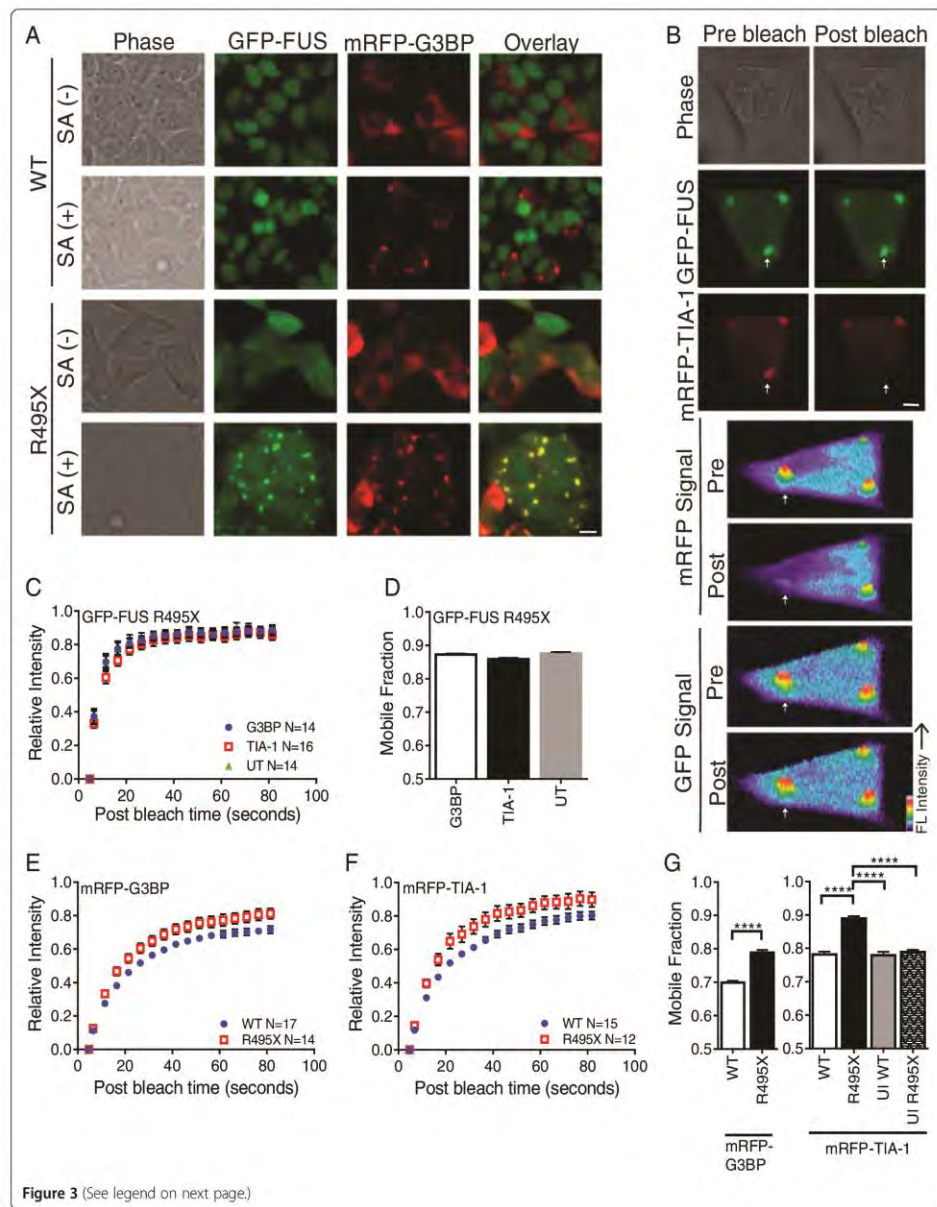 A
Phase GFP-FUS mRFP-G3BP Overlay
WT
SA (-)
SA (+)
R495X
SA (-)
SA (+)
B
Pre bleach Post bleach
Phase
GFP-FUS
mRFP-TIA-1
mRFP Signal
Pre
Post
GFP Signal
Pre
Post
FL Intensity
C
GFP-FUS R495X
Relative Intensity
1.0
0.8
0.6
0.4
0.2
0.0
G3BP N=14
TIA-1 N=16
UT N=14
0 20 40 60 80 100
Post bleach time (seconds)
D
GFP-FUS R495X
Mobile Fraction
1.0
0.9
0.8
0.7
0.6
0.5
G3BP
TIA-1
UT
E
mRFP-G3BP
Relative Intensity
1.0
0.8
0.6
0.4
0.2
0.0
WT N=17
R495X N=14
0 20 40 60 80 100
Post bleach time (seconds)
F
mRFP-TIA-1
Relative Intensity
1.0
0.8
0.6
0.4
0.2
0.0
WT N=15
R495X N=12
0 20 40 60 80 100
Post bleach time (seconds)
G
Mobile Fraction
1.0
0.9
0.8
0.7
0.6
0.5
****
WT
R495X
mRFP-
G3BP
1.0
0.9
0.8
0.7
0.6
0.5
****
**** ****
WT
R495X
UI WT
UI R495X
mRFP-TIA-1
Figure 3 (See legend on next page.)